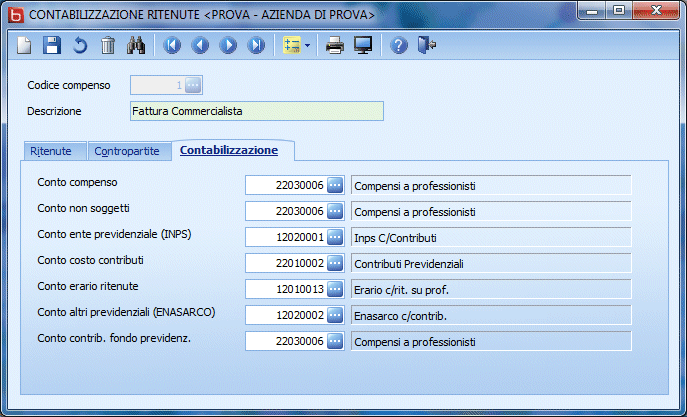 CONTABILIZZAZIONE RITENUTE <PROVA - AZIENDA DI PROVA>
Codice compenso 1
Descrizione Fattura Commercialista
Ritenute Contropartite Contabilizzazione
Conto compenso 22030006 Compensi a professionisti
Conto non soggetti 22030006 Compensi a professionisti
Conto ente previdenziale (INPS) 12020001 Inps C/Contributi
Conto costo contributi 22010002 Contributi Previdenziali
Conto erario ritenute 12010013 Erario c/rit. su prof.
Conto altri previdenziali (ENASARCO) 12020002 Enasarco c/contrib.
Conto contrib. fondo previdenz. 22030006 Compensi a professionisti